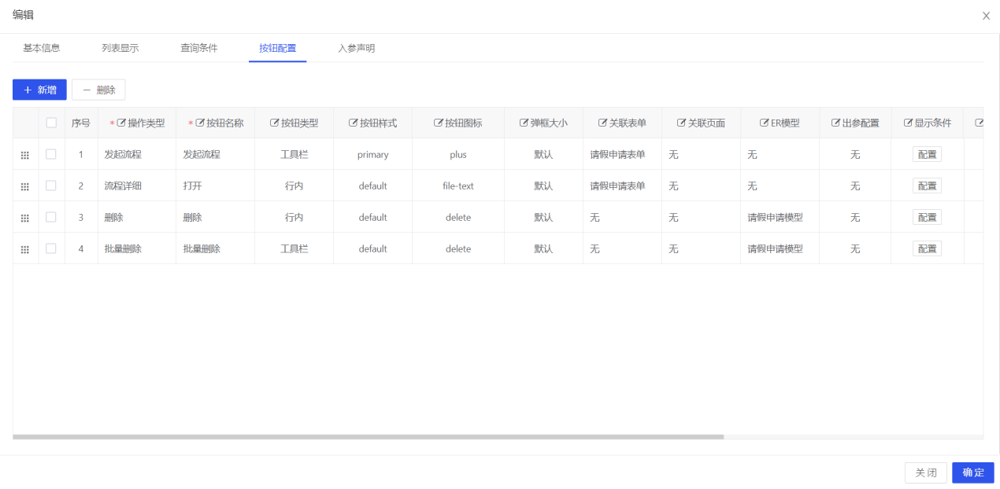 编辑
基本信息 列表显示 查询条件 按钮配置 入参声明
新增 删除
序号 *操作类型 *按钮名称 按钮类型 按钮样式 按钮图标 弹框大小 关联表单 关联页面 ER模型 出参配置 显示条件
1 发起流程 发起流程 工具栏 primary plus 默认 请假申请表单 无 无 无 配置
2 流程详细 打开 行内 default file-text 默认 请假申请表单 无 无 无 配置
3 删除 删除 行内 default delete 默认 无 无 请假申请模型 无 配置
4 批量删除 批量删除 工具栏 default delete 默认 无 无 请假申请模型 无 配置
关闭 确定